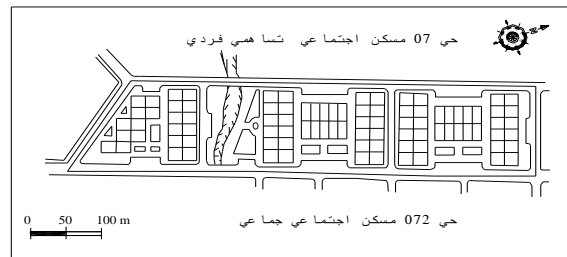 حي 07 مسكن اجتماعي تساهمي فردي
0 50 100 m
حي 072 مسكن اجتماعي جماعي